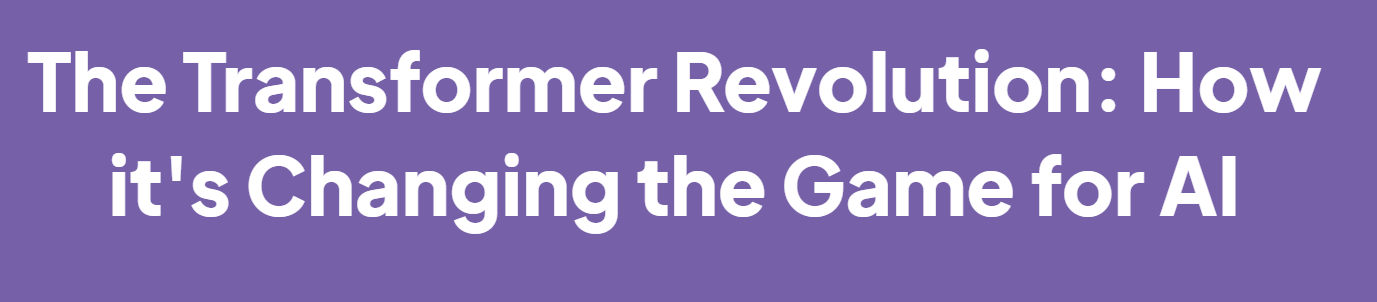 The Transformer Revolution: How
it's Changing the Game for AI